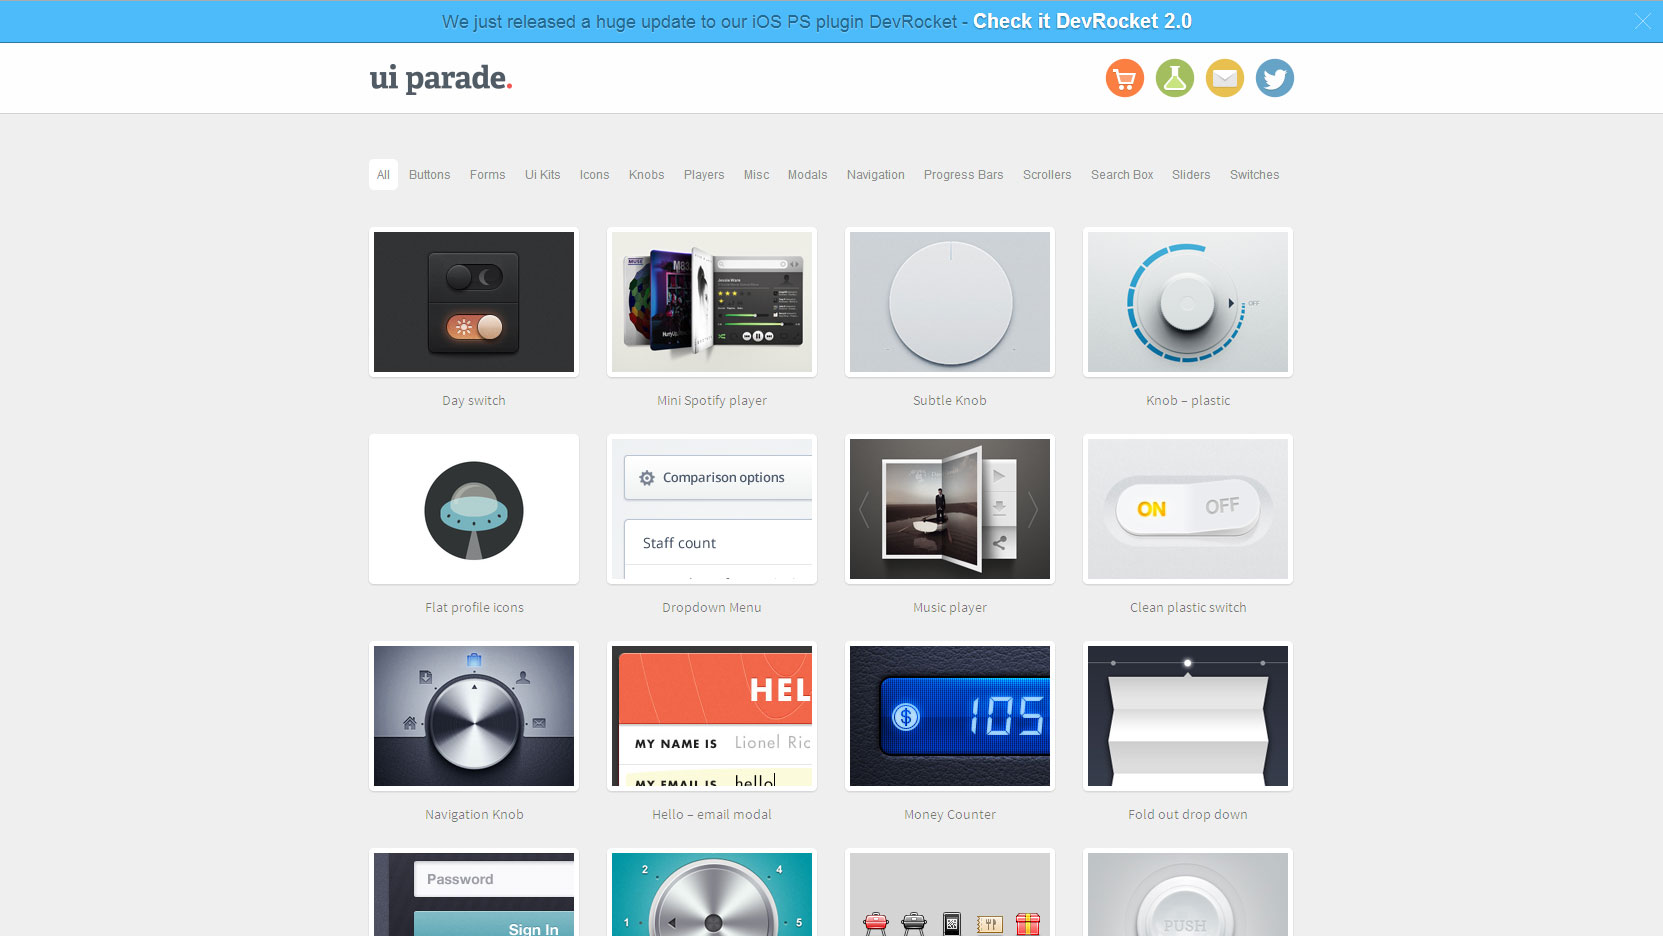 We just released a huge update to our iOS PS plugin DevRocket - Check it DevRocket 2.0
ui parade.
All Buttons Forms Ui Kits Icons Knobs Players Misc Modals Navigation Progress Bars Scrollers Search Box Sliders Switches
MUSE
OFF
Day switch Mini Spotify player Subtle Knob Knob – plastic
Comparison options
Staff count
ON OFF
Flat profile icons Dropdown Menu Music player Clean plastic switch
HEL
MY NAME IS Lionel Ric
MY EMAIL IS hello
105
Navigation Knob Hello – email modal Money Counter Fold out drop down
Password
Sign In
2 4
1 5
PUSH